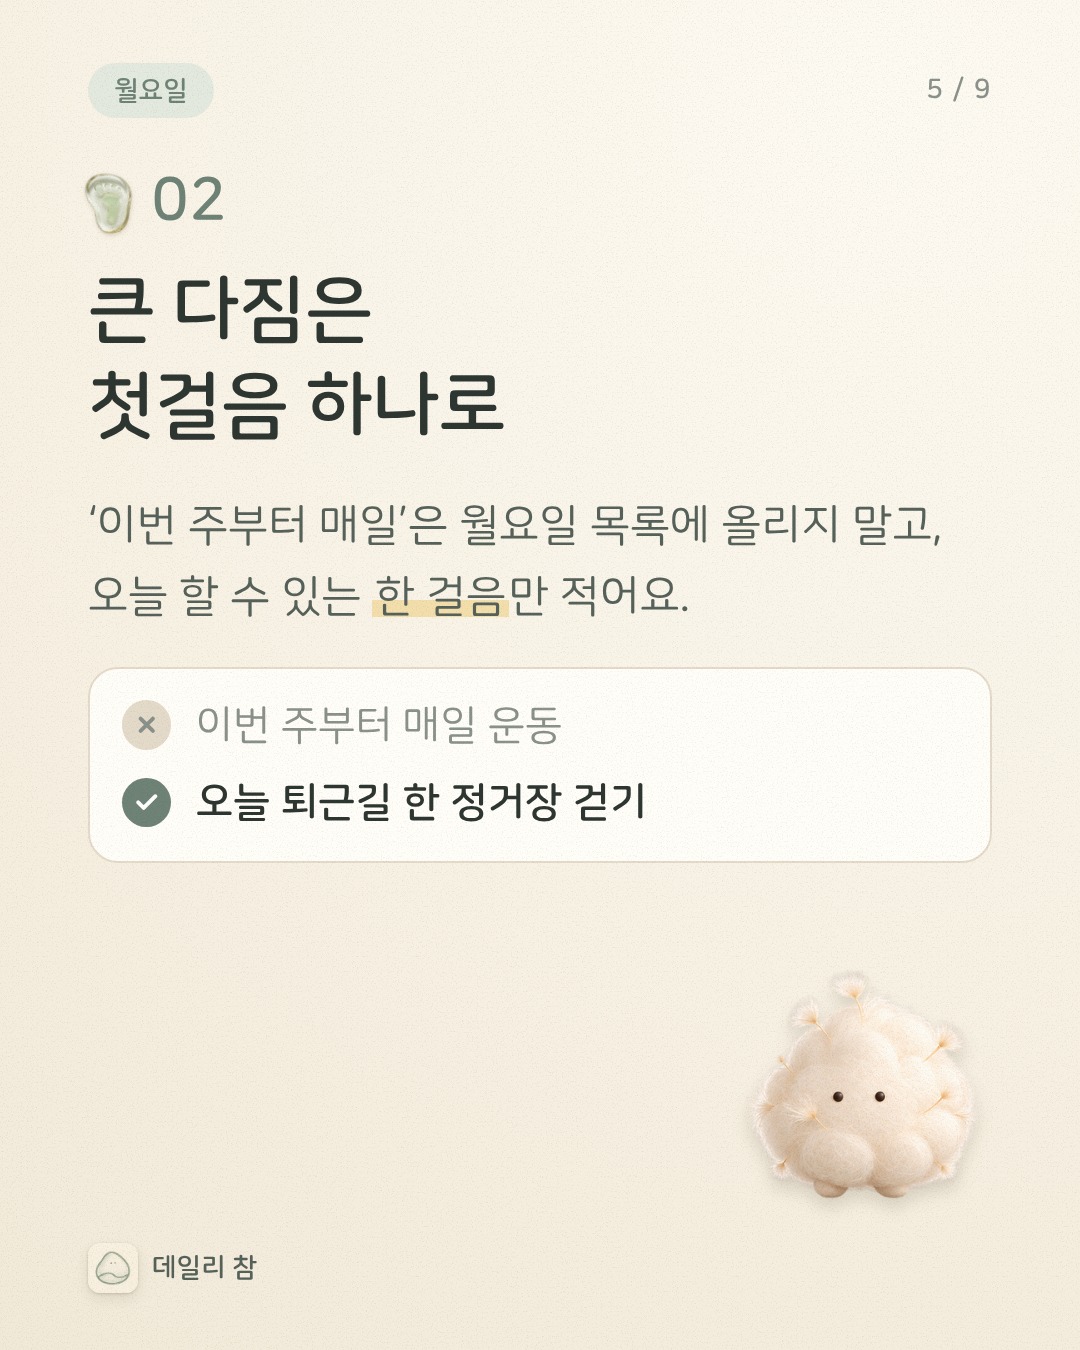 월요일
5 / 9
02
큰 다짐은
첫걸음 하나로
‘이번 주부터 매일’은 월요일 목록에 올리지 말고,
오늘 할 수 있는 한 걸음만 적어요.
이번 주부터 매일 운동
오늘 퇴근길 한 정거장 걷기
데일리 참